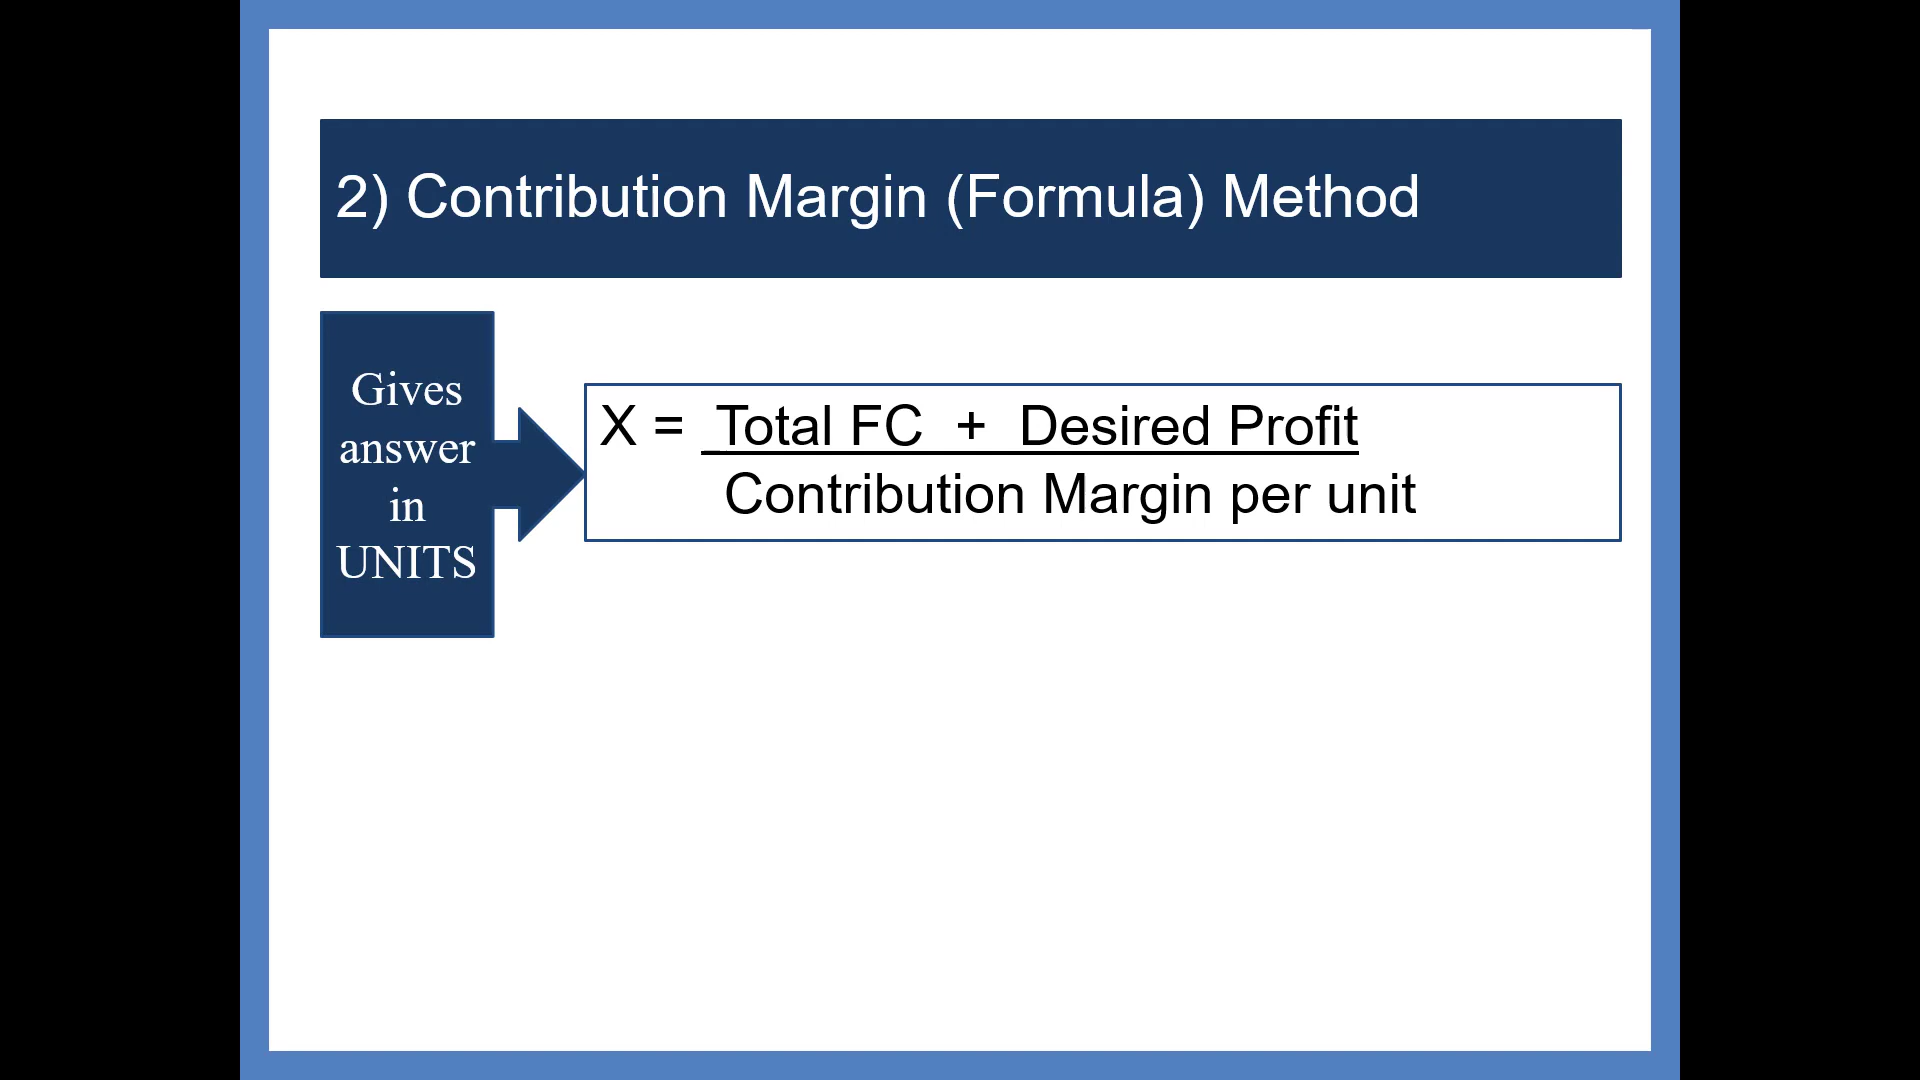 2) Contribution Margin (Formula) Method
Gives
answer
in
UNITS
X = Total FC + Desired Profit
Contribution Margin per unit